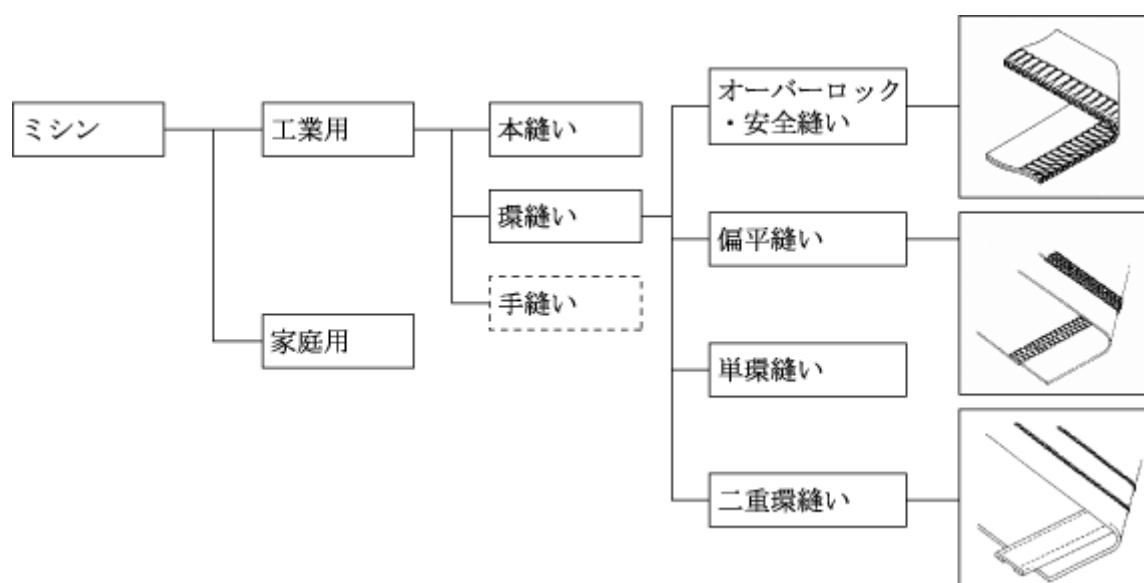 ミシン
工業用
家庭用
本縫い
環縫い
手縫い
オーバーロック
・安全縫い
偏平縫い
単環縫い
二重環縫い